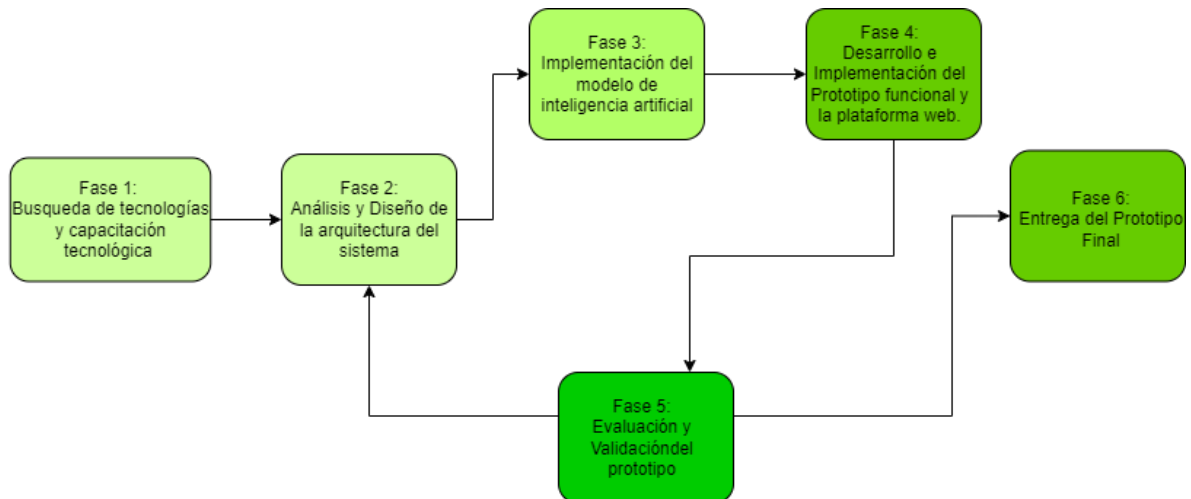 Fase 1:
Busqueda de tecnologías
y capacitación
tecnológica
Fase 2:
Análisis y Diseño de
la arquitectura del
sistema
Fase 3:
Implementación del
modelo de
inteligencia artificial
Fase 4:
Desarrollo e
Implementación del
Prototipo funcional y
la plataforma web.
Fase 5:
Evaluación y
Validacióndel
prototipo
Fase 6:
Entrega del Prototipo
Final